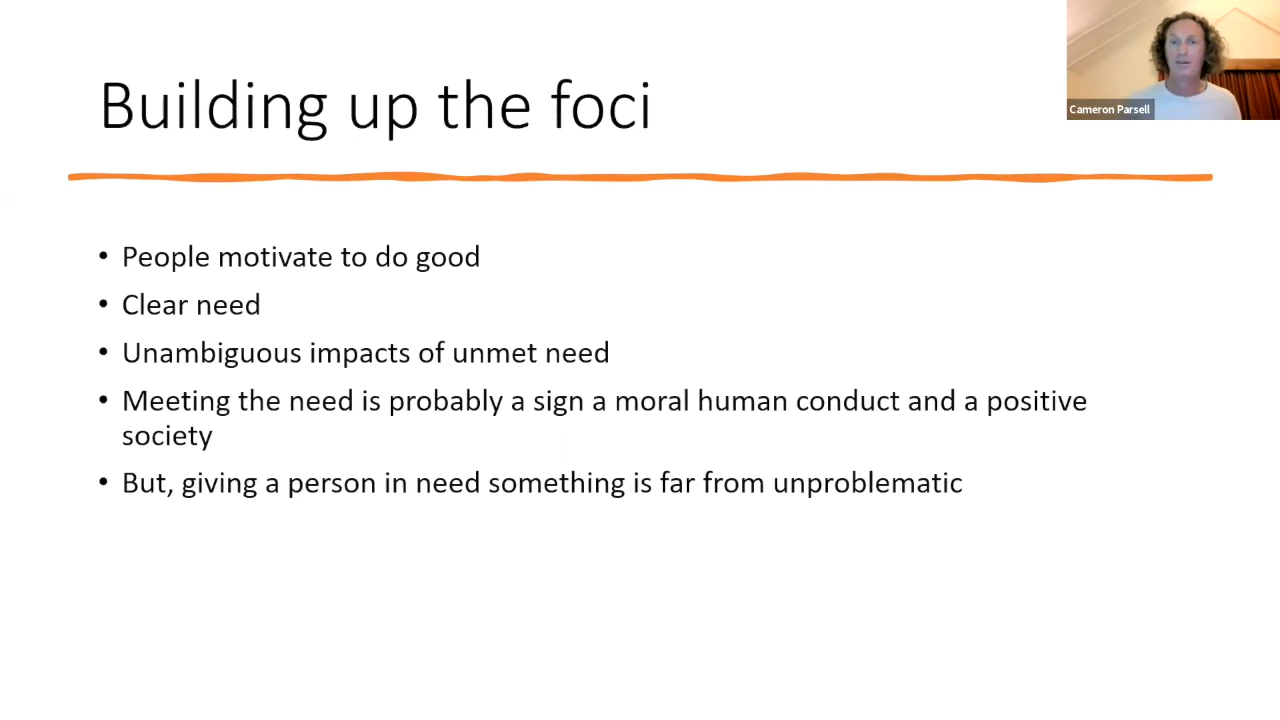 Building up the foci
Cameron Parsell
• People motivate to do good
• Clear need
• Unambiguous impacts of unmet need
• Meeting the need is probably a sign a moral human conduct and a positive
society
• But, giving a person in need something is far from unproblematic